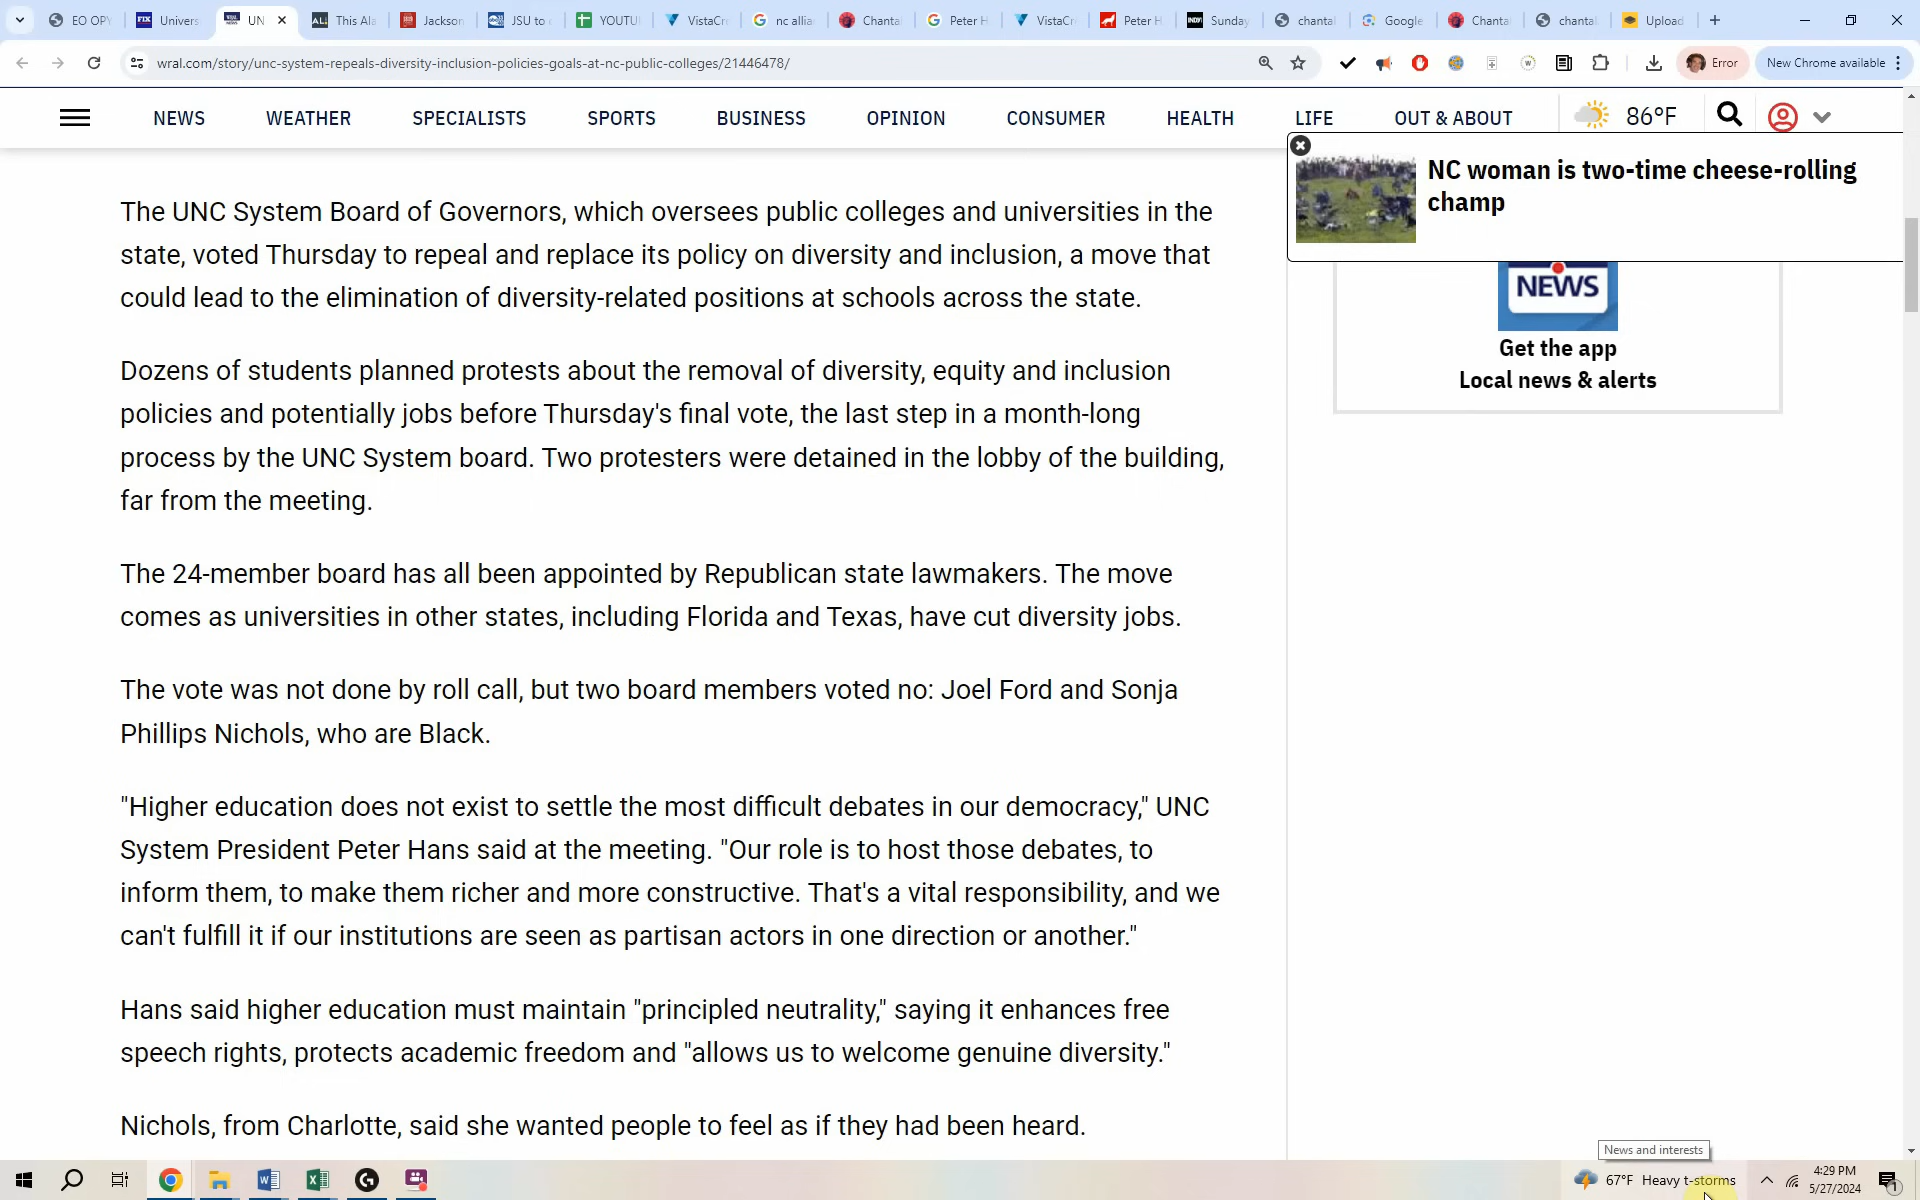 EO OPY
FIX Univers
UN
ALL This Ala
Jackson
JSU to
YOUTU
VistaCr
nc allia
Chanta
Peter H
VistaCr
Peter H
INDY Sunday
chantal
Google
Chanta
chantal
Upload
wral.com/story/unc-system-repeals-diversity-inclusion-policies-goals-at-nc-public-colleges/21446478/
Error
New Chrome available
NEWS WEATHER SPECIALISTS SPORTS BUSINESS OPINION CONSUMER HEALTH LIFE OUT & ABOUT 86°F
NC woman is two-time cheese-rolling
champ
NEWS
Get the app
Local news & alerts
The UNC System Board of Governors, which oversees public colleges and universities in the
state, voted Thursday to repeal and replace its policy on diversity and inclusion, a move that
could lead to the elimination of diversity-related positions at schools across the state.
Dozens of students planned protests about the removal of diversity, equity and inclusion
policies and potentially jobs before Thursday's final vote, the last step in a month-long
process by the UNC System board. Two protesters were detained in the lobby of the building,
far from the meeting.
The 24-member board has all been appointed by Republican state lawmakers. The move
comes as universities in other states, including Florida and Texas, have cut diversity jobs.
The vote was not done by roll call, but two board members voted no: Joel Ford and Sonja
Phillips Nichols, who are Black.
"Higher education does not exist to settle the most difficult debates in our democracy," UNC
System President Peter Hans said at the meeting. "Our role is to host those debates, to
inform them, to make them richer and more constructive. That's a vital responsibility, and we
can't fulfill it if our institutions are seen as partisan actors in one direction or another."
Hans said higher education must maintain "principled neutrality," saying it enhances free
speech rights, protects academic freedom and "allows us to welcome genuine diversity."
Nichols, from Charlotte, said she wanted people to feel as if they had been heard.
News and interests
67°F Heavy t-storms
4:29 PM
5/27/2024
1